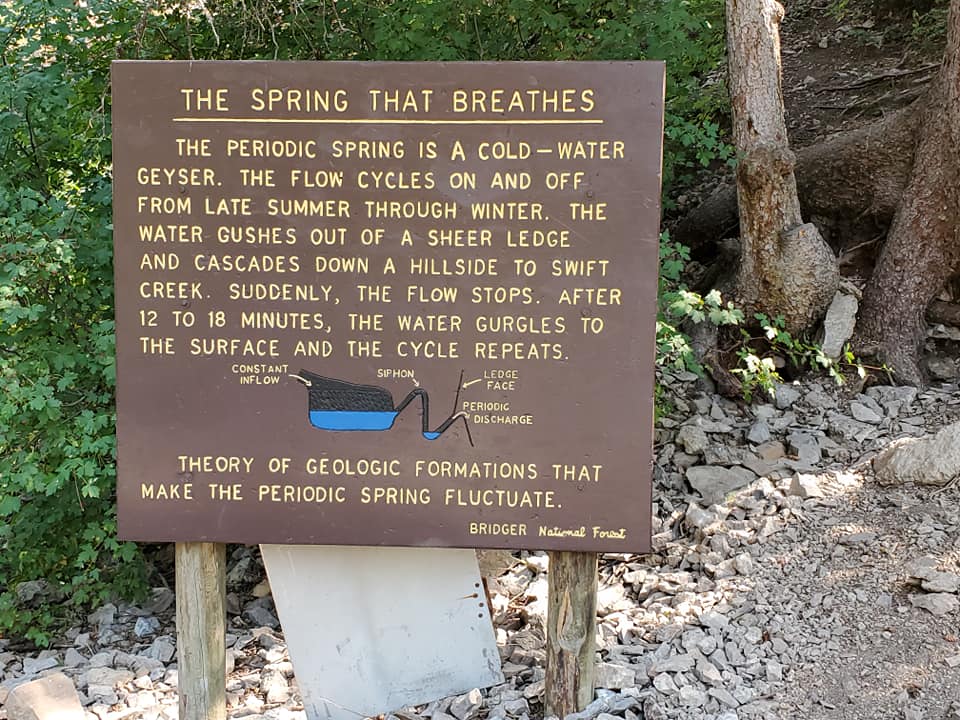 THE SPRING THAT BREATHES
THE PERIODIC SPRING IS A COLD-WATER
GEYSER. THE FLOW CYCLES ON AND OFF
FROM LATE SUMMER THROUGH WINTER. THE
WATER GUSHES OUT OF A SHEER LEDGE
AND CASCADES DOWN A HILLSIDE TO SWIFT
CREEK. SUDDENLY, THE FLOW STOPS. AFTER
12 TO 18 MINUTES, THE WATER GURGLES TO
THE SURFACE AND THE CYCLE REPEATS.
CONSTANT
INFLOW
SIPHON
LEDGE
FACE
PERIODIC
DISCHARGE
THEORY OF GEOLOGIC FORMATIONS THAT
MAKE THE PERIODIC SPRING FLUCTUATE.
BRIDGER National Forest